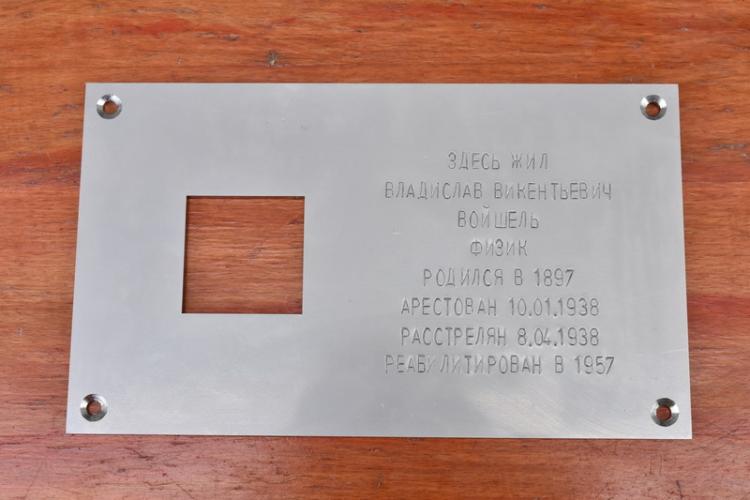 ЗДЕСЬ ЖИЛ
ВЛАДИСЛАВ ВИКЕНТЬЕВИЧ
ВОЙШЕЛЬ
ФИЗИК
РОДИЛСЯ В 1897
АРЕСТОВАН 10.01.1938
РАССТРЕЛЯН 8.04.1938
РЕАБИЛИТИРОВАН В 1957